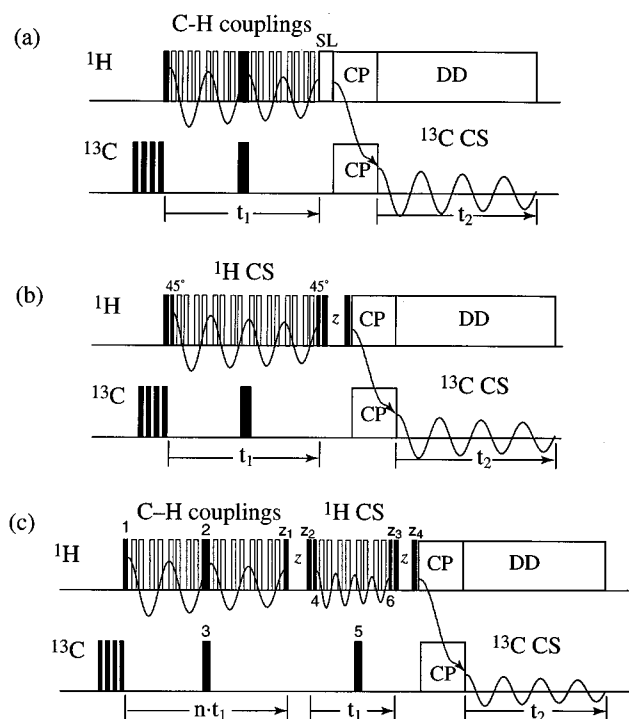 (a)
C-H couplings
¹H
SL
CP
DD
¹³C
CP
¹³C CS
t₁
t₂
(b)
¹H CS
¹H
45°
45°
z
CP
DD
¹³C
CP
¹³C CS
t₁
t₂
(c)
C–H couplings
¹H CS
¹H
1
2
z₁
z
z₂
4
6
z₃
z
z₄
CP
DD
¹³C
3
5
CP
¹³C CS
n·t₁
t₁
t₂